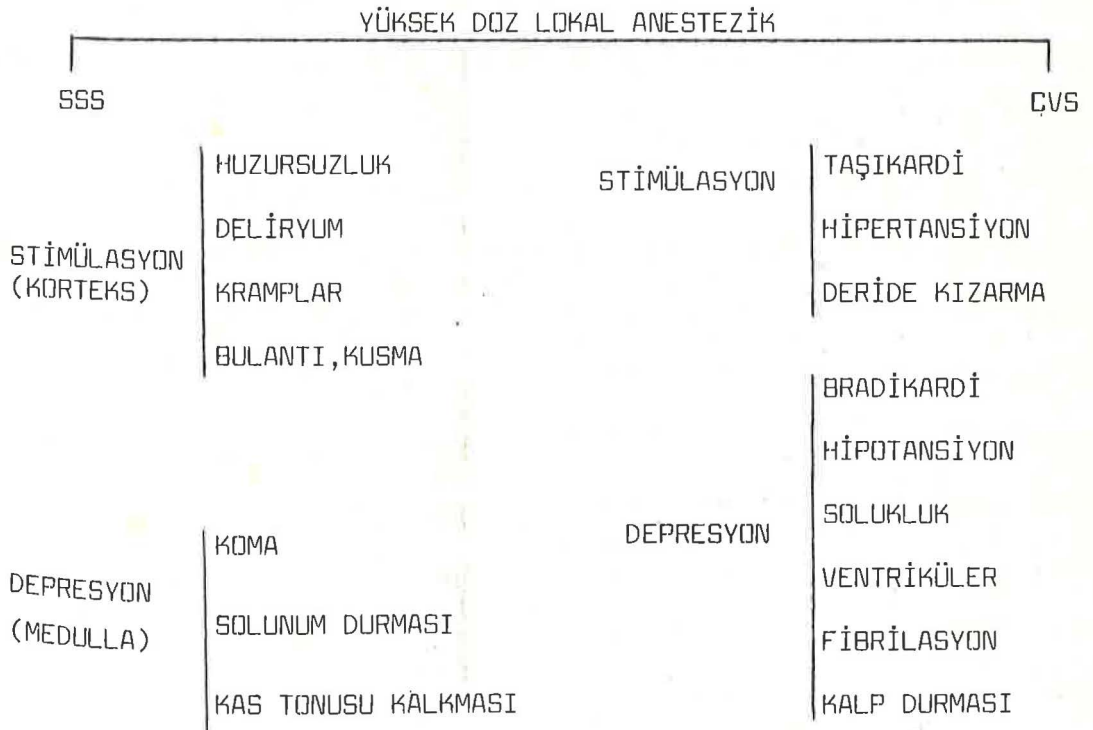 YÜKSEK DOZ LOKAL ANESTEZİK
SSS
ÇVS
STİMÜLASYON
(KORTEKS)
HUZURSUZLUK
DELİRYUM
KRAMPLAR
BULANTI,KUSMA
DEPRESYON
(MEDULLA)
KOMA
SOLUNUM DURMASI
KAS TONUSU KALKMASI
STİMÜLASYON
TAŞIKARDİ
HİPERTANSİYON
DERİDE KIZARMA
DEPRESYON
BRADİKARDİ
HİPOTANSİYON
SOLUKLUK
VENTRİKÜLER
FİBRİLASYON
KALP DURMASI